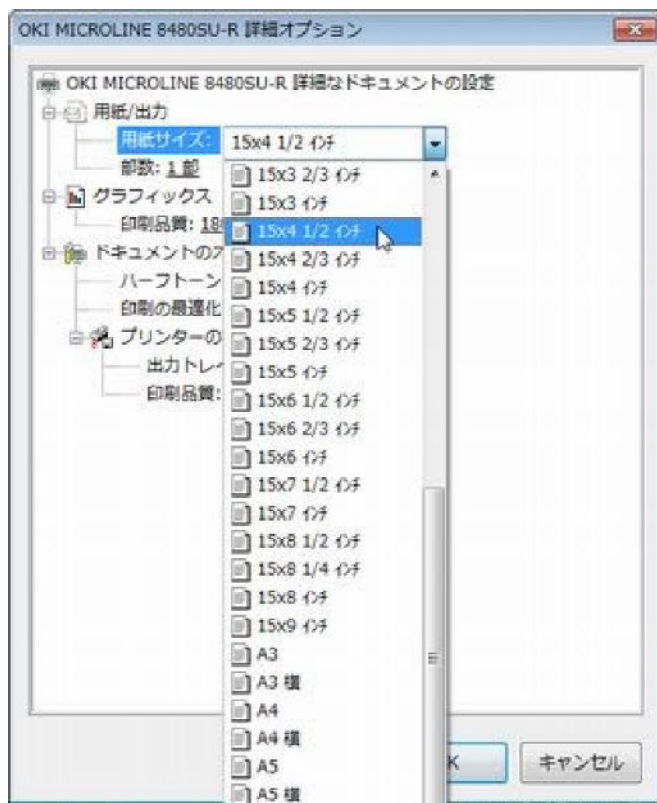 OKI MICROLINE 8480SU-R 詳細オプション
OKI MICROLINE 8480SU-R 詳細なドキュメントの設定
用紙/出力
用紙サイズ: 15x4 1/2 インチ
部数: 1 部
15x3 2/3 インチ
グラフィックス
15x3 インチ
印刷品質: 18
15x4 1/2 インチ
ドキュメントのオ
15x4 2/3 インチ
ハーフトーン
15x4 インチ
印刷の最適化
15x5 1/2 インチ
プリンターの
15x5 2/3 インチ
出力トレイ
15x5 インチ
印刷品質:
15x6 1/2 インチ
15x6 2/3 インチ
15x6 インチ
15x7 1/2 インチ
15x7 インチ
15x8 1/2 インチ
15x8 1/4 インチ
15x8 インチ
15x9 インチ
A3
A3 横
A4
A4 横
A5
K
キャンセル
A5 横